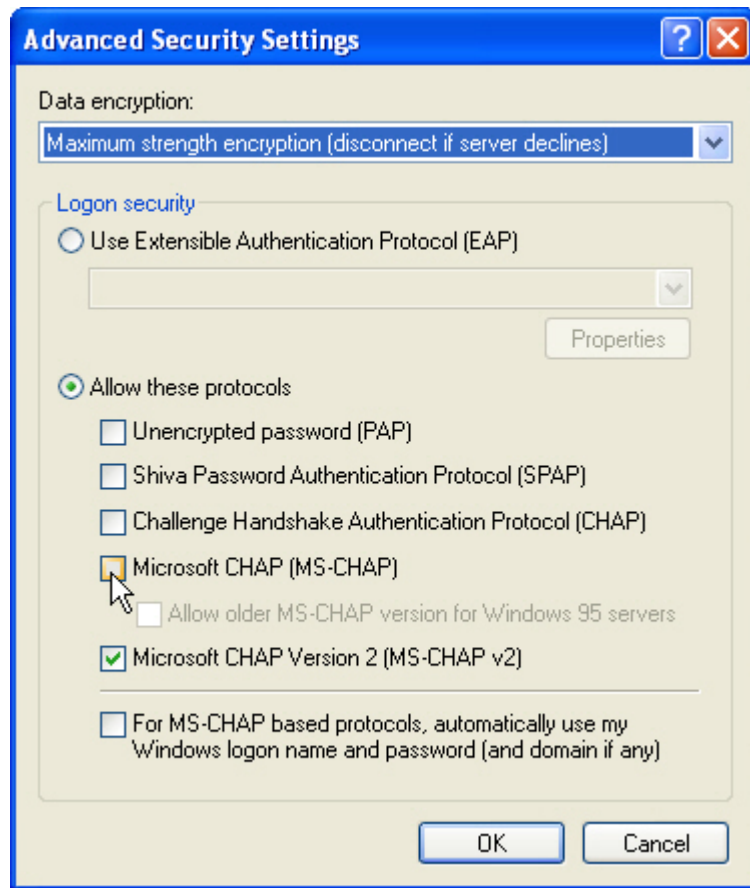 Advanced Security Settings
Data encryption:
Maximum strength encryption (disconnect if server declines)
Logon security
Use Extensible Authentication Protocol (EAP)
Properties
Allow these protocols
Unencrypted password (PAP)
Shiva Password Authentication Protocol (SPAP)
Challenge Handshake Authentication Protocol (CHAP)
Microsoft CHAP (MS-CHAP)
Allow older MS-CHAP version for Windows 95 servers
Microsoft CHAP Version 2 (MS-CHAP v2)
For MS-CHAP based protocols, automatically use my
Windows logon name and password (and domain if any)
OK Cancel